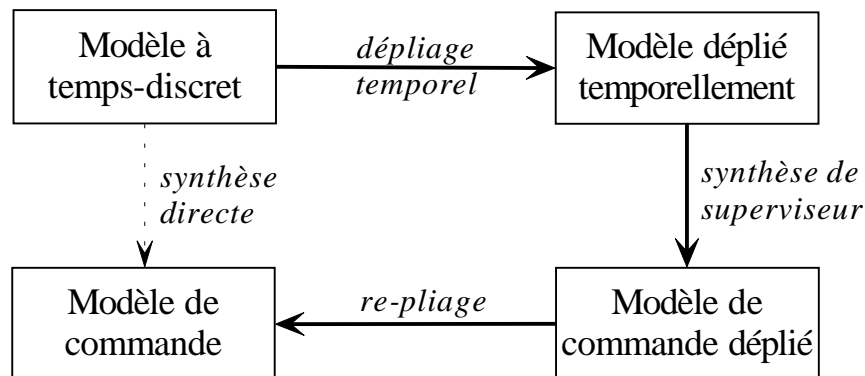 Modèle à
temps-discret
dépliage
temporel
Modèle déplié
temporellement
synthèse
directe
synthèse de
superviseur
Modèle de
commande
re-pliage
Modèle de
commande déplié